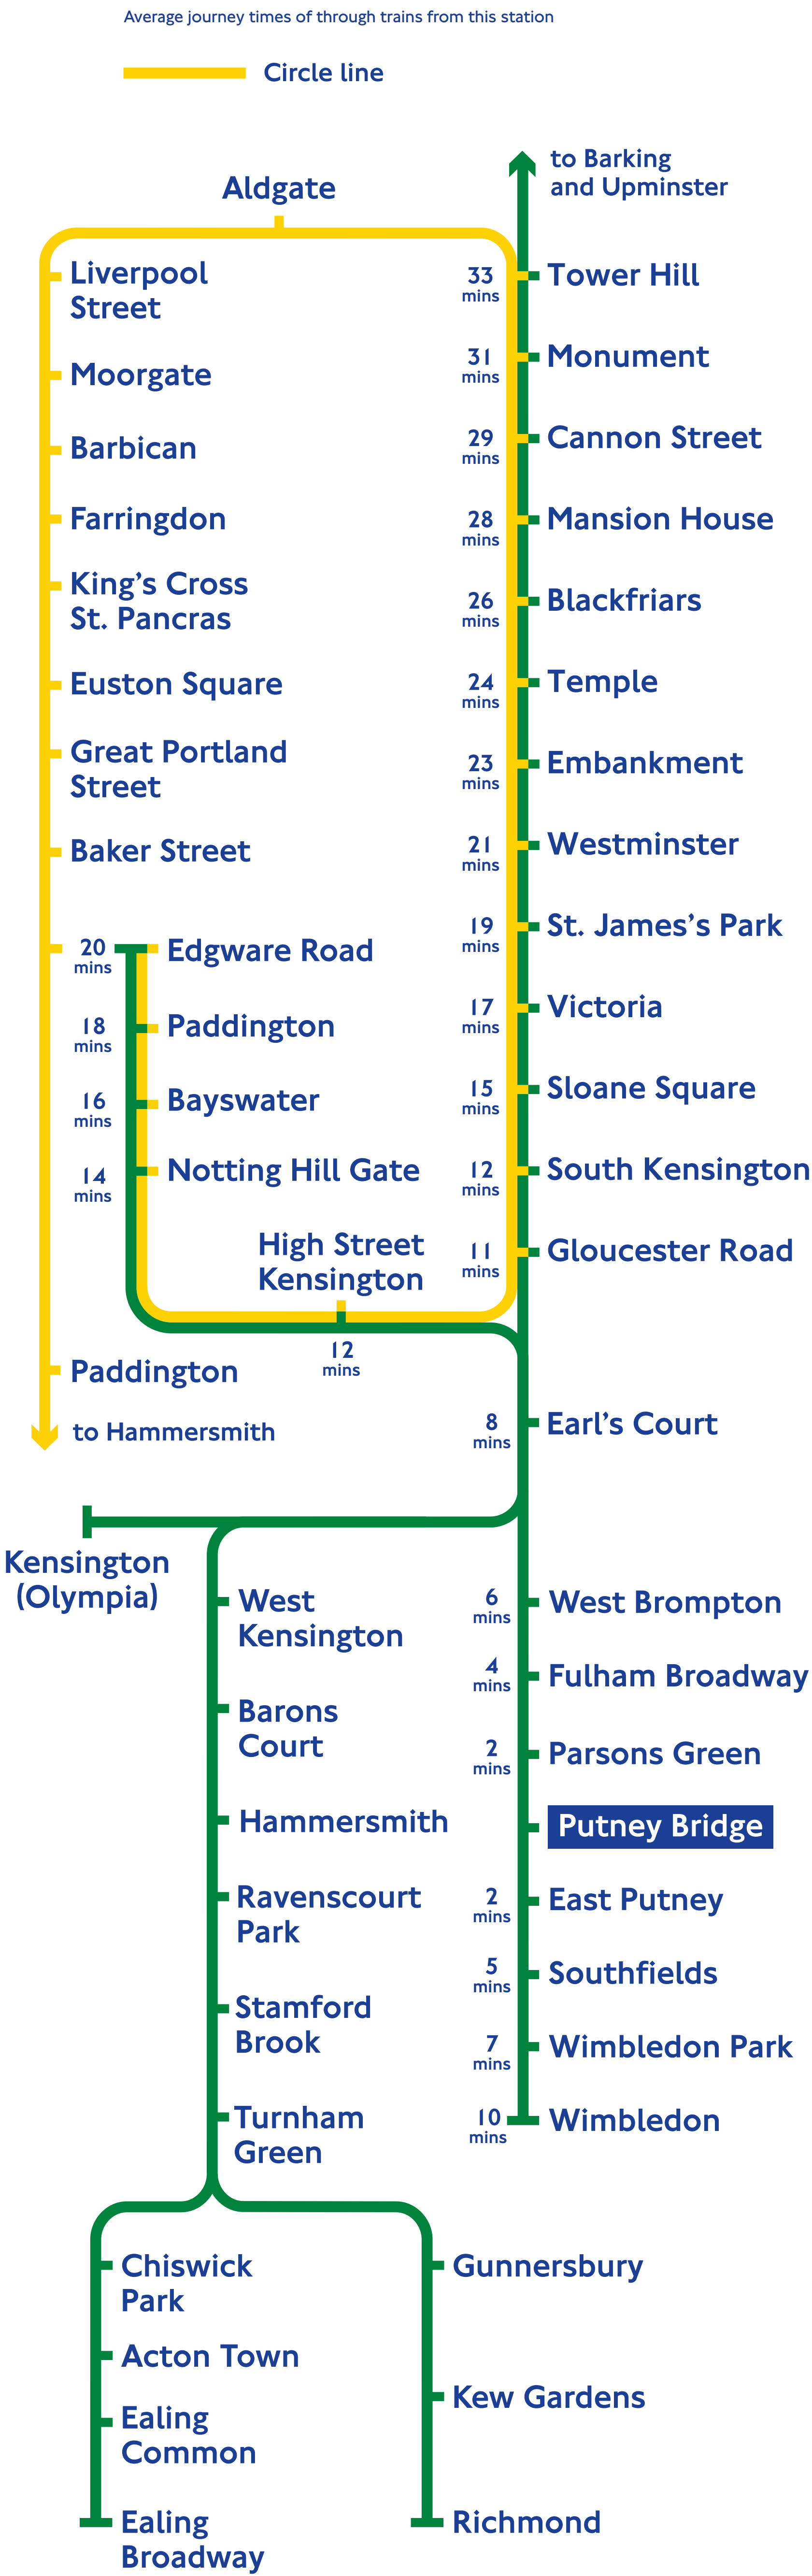 Average journey times of through trains from this station
Circle line
to Barking
and Upminster
Aldgate
Liverpool
Street
Moorgate
Barbican
Farringdon
King's Cross
St. Pancras
Euston Square
Great Portland
Street
Baker Street
20
mins
Edgware Road
18
mins
Paddington
16
mins
Bayswater
14
mins
Notting Hill Gate
High Street
Kensington
12
mins
Paddington
to Hammersmith
33
mins
Tower Hill
31
mins
Monument
29
mins
Cannon Street
28
mins
Mansion House
26
mins
Blackfriars
24
mins
Temple
23
mins
Embankment
21
mins
Westminster
19
mins
St. James's Park
17
mins
Victoria
15
mins
Sloane Square
12
mins
South Kensington
11
mins
Gloucester Road
8
mins
Earl's Court
Kensington
(Olympia)
West
Kensington
Barons
Court
Hammersmith
Ravenscourt
Park
Stamford
Brook
Turnham
Green
6
mins
West Brompton
4
mins
Fulham Broadway
2
mins
Parsons Green
Putney Bridge
2
mins
East Putney
5
mins
Southfields
7
mins
Wimbledon Park
10
mins
Wimbledon
Chiswick
Park
Acton Town
Ealing
Common
Ealing
Broadway
Gunnersbury
Kew Gardens
Richmond